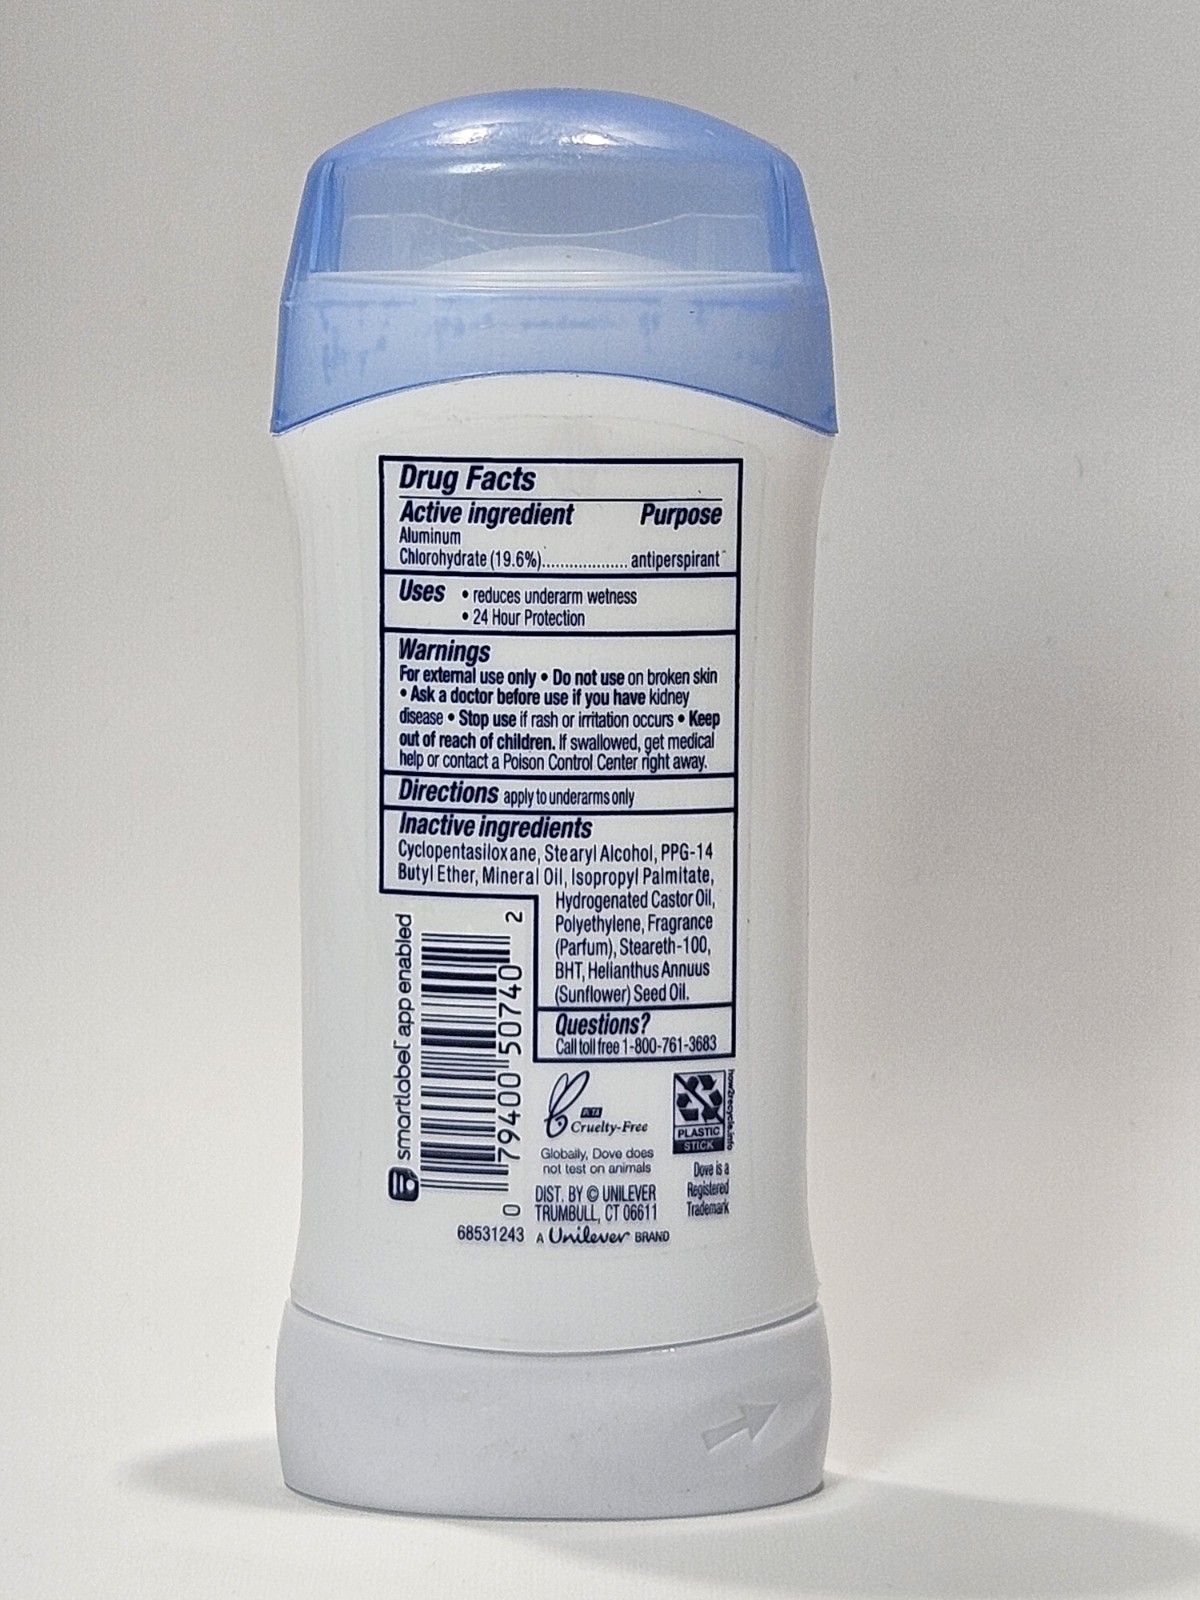 Drug Facts
Active ingredient Purpose
Aluminum
Chlorohydrate (19.6%)................... antiperspirant
Uses • reduces underarm wetness
• 24 Hour Protection
Warnings
For external use only • Do not use on broken skin
• Ask a doctor before use if you have kidney
disease • Stop use if rash or irritation occurs • Keep
out of reach of children. If swallowed, get medical
help or contact a Poison Control Center right away.
Directions apply to underarms only
Inactive ingredients
Cyclopentasiloxane, Stearyl Alcohol, PPG-14
Butyl Ether, Mineral Oil, Isopropyl Palmitate,
Hydrogenated Castor Oil,
Polyethylene, Fragrance
(Parfum), Steareth-100,
BHT, Helianthus Annuus
(Sunflower) Seed Oil.
Questions?
Call toll free 1-800-761-3683
smartlabel app enabled
0 79400 50740 2
PETA
Cruelty-Free
Globally, Dove does
not test on animals
PLASTIC
STICK
how2recycle.info
Dove is a
Registered
Trademark
DIST. BY © UNILEVER
TRUMBULL, CT 06611
68531243 A Unilever BRAND